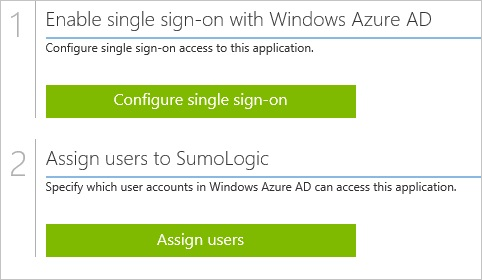 1
Enable single sign-on with Windows Azure AD
Configure single sign-on access to this application.
Configure single sign-on
2
Assign users to SumoLogic
Specify which user accounts in Windows Azure AD can access this application.
Assign users